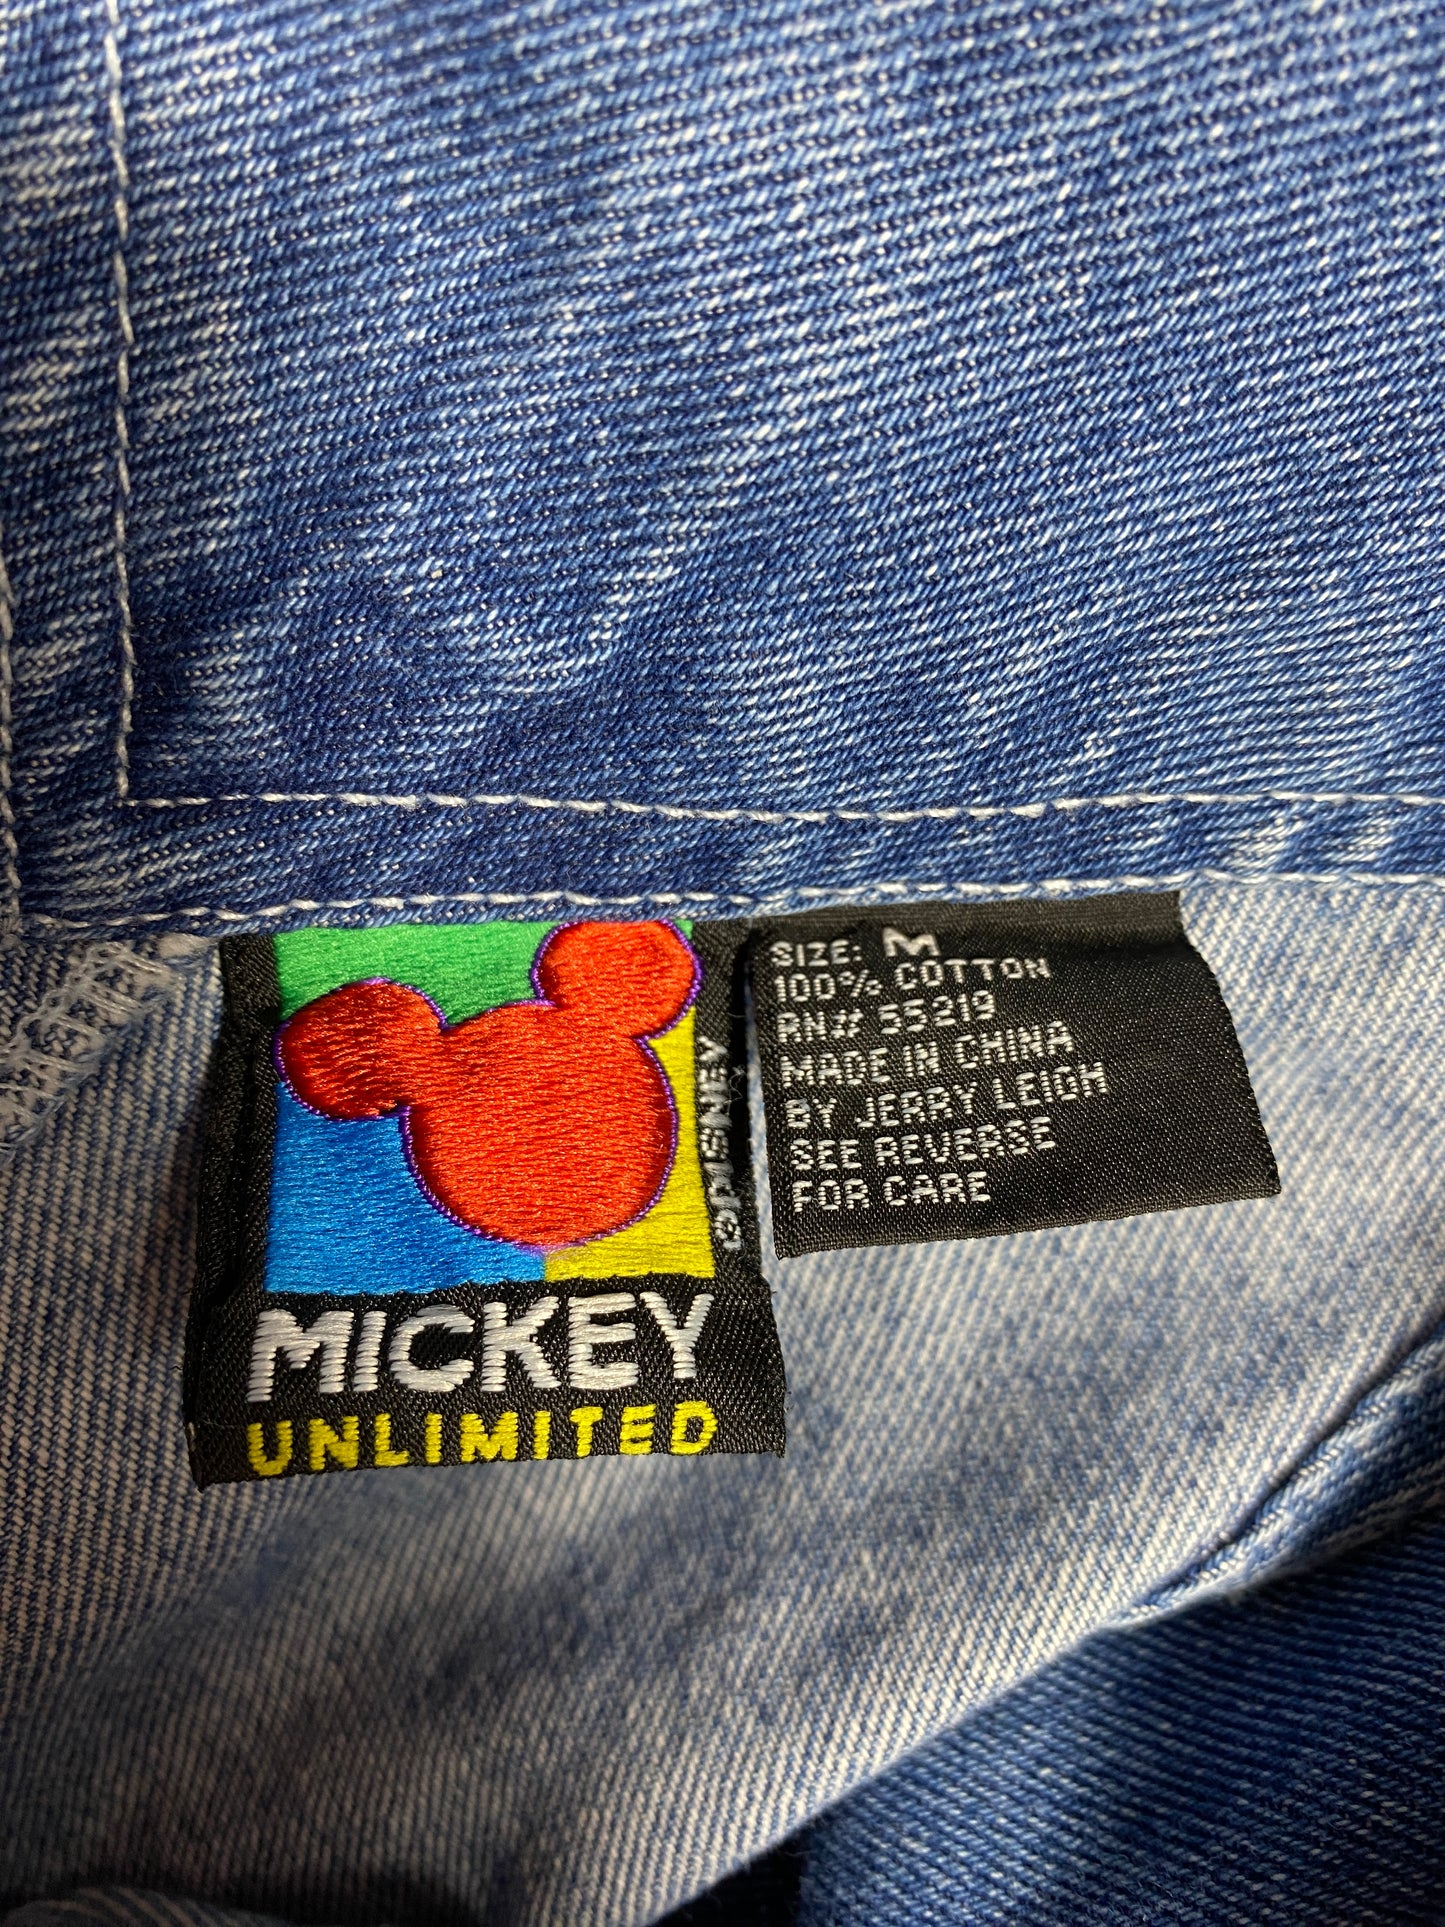 ©DISNEY
MICKEY
UNLIMITED
SIZE: M
100% COTTON
RN# 55219
MADE IN CHINA
BY JERRY LEIGH
SEE REVERSE
FOR CARE